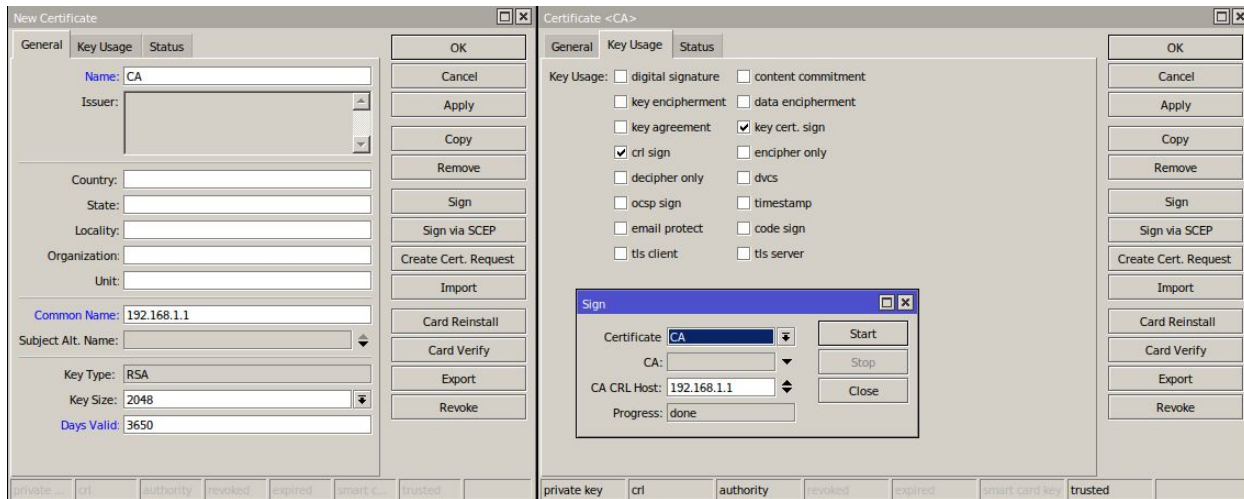 New Certificate
General Key Usage Status
Name: CA
Issuer:
Country:
State:
Locality:
Organization:
Unit:
Common Name: 192.168.1.1
Subject Alt. Name:
Key Type: RSA
Key Size: 2048
Days Valid: 3650
OK
Cancel
Apply
Copy
Remove
Sign
Sign via SCEP
Create Cert. Request
Import
Card Reinstall
Card Verify
Export
Revoke
private ... crl authority revoked expired smart c... trusted
Certificate <CA>
General Key Usage Status
Key Usage: digital signature content commitment
key encipherment data encipherment
key agreement key cert. sign
crl sign encipher only
decipher only dvcs
ocsp sign timestamp
email protect code sign
tls client tls server
Sign
Certificate CA
CA:
CA CRL Host: 192.168.1.1
Progress: done
Start
Stop
Close
OK
Cancel
Apply
Copy
Remove
Sign
Sign via SCEP
Create Cert. Request
Import
Card Reinstall
Card Verify
Export
Revoke
private key crl authority revoked expired smart card key trusted